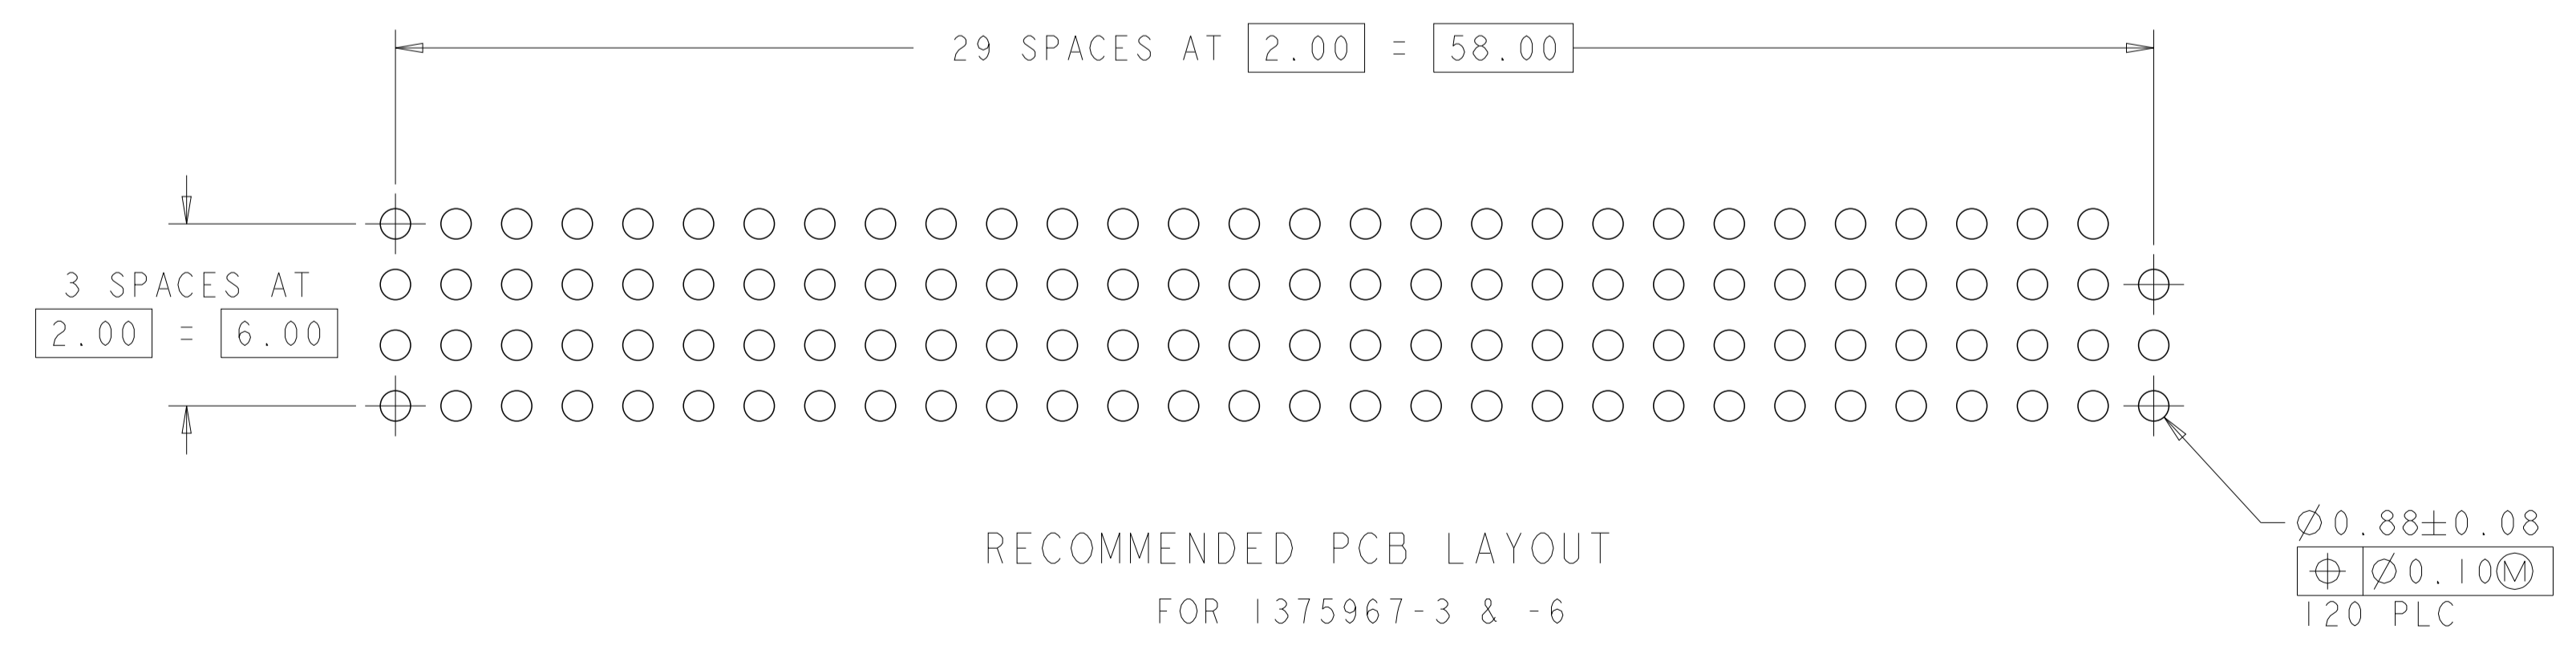 29 SPACES AT 2.00 = 58.00
3 SPACES AT
2.00 = 6.00
Ø0.88±0.08
⌖ Ø0.10Ⓜ
120 PLC
RECOMMENDED PCB LAYOUT
FOR 1375967-3 & -6